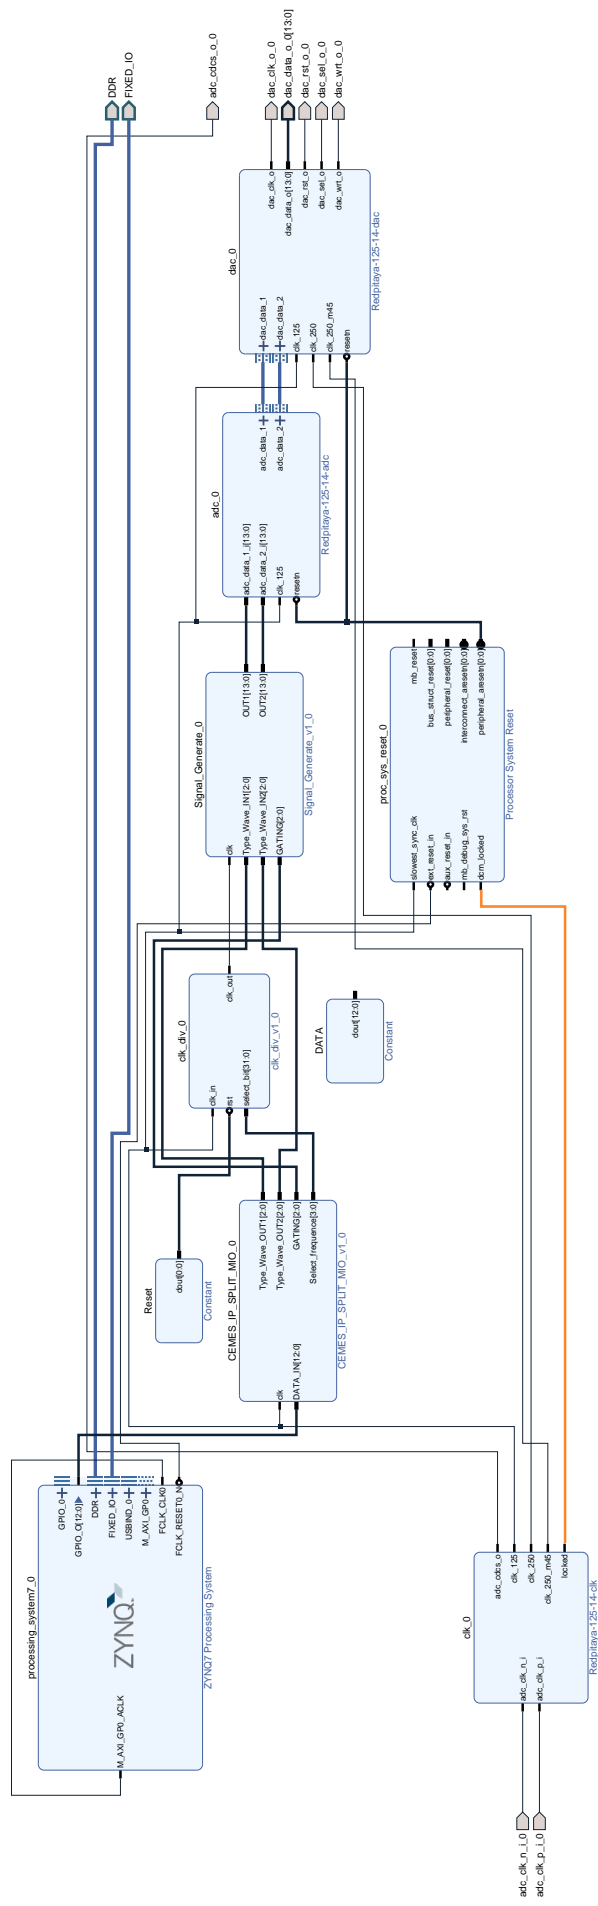 processing_system7_0
GPIO_0
GPIO_O[12:0]
DDR
FIXED_IO
USBIND_0
M_AXI_GP0
FCLK_CLK0
FCLK_RESET0_N
M_AXI_GP0_ACLK
ZYNQ
ZYNQ7 Processing System
Reset
dout[0:0]
Constant
CEMES_IP_SPLIT_MIO_0
clk
DATA_IN[12:0]
Type_Wave_OUT1[2:0]
Type_Wave_OUT2[2:0]
GATING[2:0]
Select_frequence[3:0]
CEMES_IP_SPLIT_MIO_v1_0
clk_div_0
clk_in
rst
select_bit[31:0]
clk_out
clk_div_v1_0
DATA
dout[12:0]
Constant
Signal_Generate_0
clk
Type_Wave_IN1[2:0]
Type_Wave_IN2[2:0]
GATING[2:0]
OUT1[13:0]
OUT2[13:0]
Signal_Generate_v1_0
adc_0
adc_data_1_i[13:0]
adc_data_2_i[13:0]
clk_125
resetn
adc_data_1
adc_data_2
Redpitaya-125-14-adc
dac_0
dac_data_1
dac_data_2
clk_125
clk_250
clk_250_m45
resetn
dac_clk_o
dac_data_o[13:0]
dac_rst_o
dac_sel_o
dac_wrt_o
Redpitaya-125-14-dac
DDR
FIXED_IO
adc_cdcs_o_0
dac_clk_o_0
dac_data_o_0[13:0]
dac_rst_o_0
dac_sel_o_0
dac_wrt_o_0
proc_sys_reset_0
slowest_sync_clk
ext_reset_in
aux_reset_in
mb_debug_sys_rst
dcm_locked
mb_reset
bus_struct_reset[0:0]
peripheral_reset[0:0]
interconnect_aresetn[0:0]
peripheral_aresetn[0:0]
Processor System Reset
clk_0
adc_clk_n_i
adc_clk_p_i
adc_cdcs_o
clk_125
clk_250
clk_250_m45
locked
Redpitaya-125-14-clk
adc_clk_n_i_0
adc_clk_p_i_0